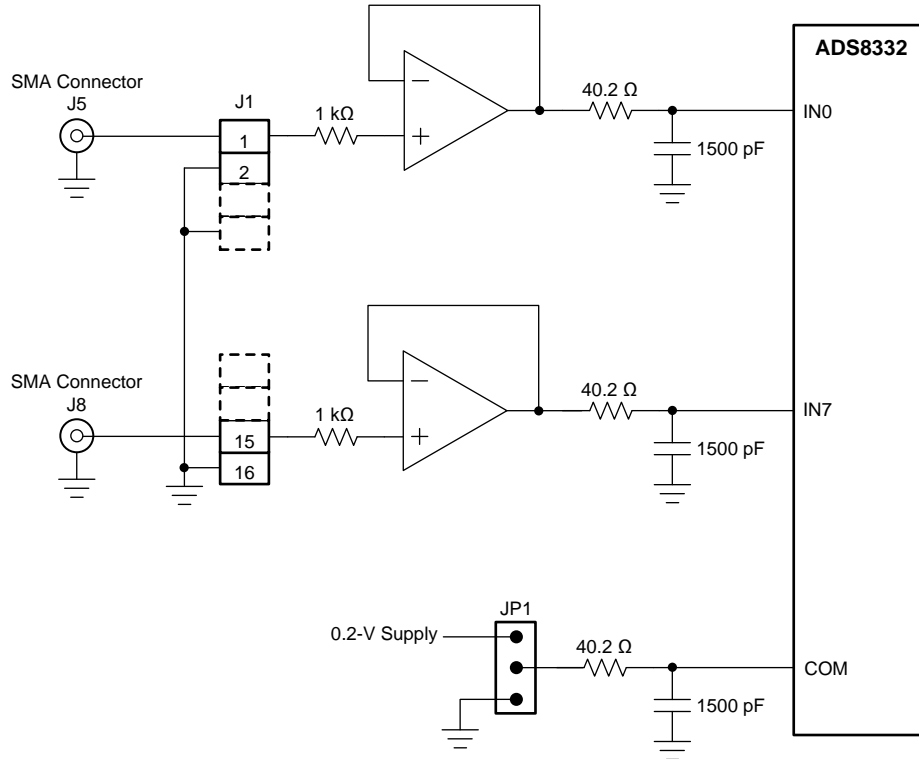 ADS8332
SMA Connector
J5
J1
1
2
1 kΩ
−
+
40.2 Ω
1500 pF
IN0
SMA Connector
J8
15
16
1 kΩ
−
+
40.2 Ω
1500 pF
IN7
JP1
0.2-V Supply
40.2 Ω
1500 pF
COM